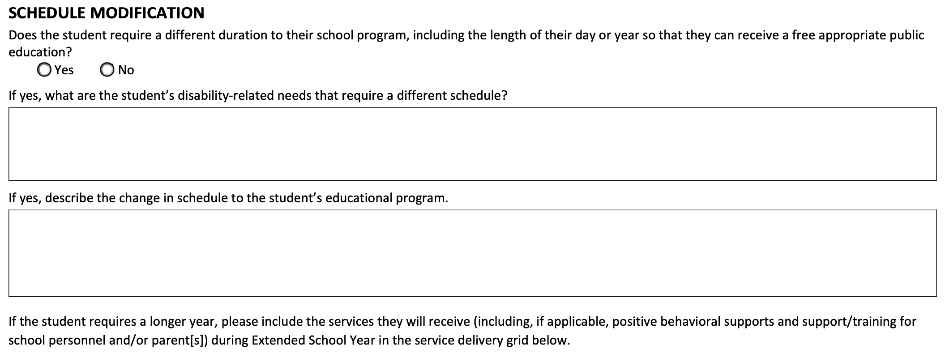 SCHEDULE MODIFICATION
Does the student require a different duration to their school program, including the length of their day or year so that they can receive a free appropriate public
education?
Yes No
If yes, what are the student's disability-related needs that require a different schedule?
If yes, describe the change in schedule to the student's educational program.
If the student requires a longer year, please include the services they will receive (including, if applicable, positive behavioral supports and support/training for
school personnel and/or parent[s]) during Extended School Year in the service delivery grid below.